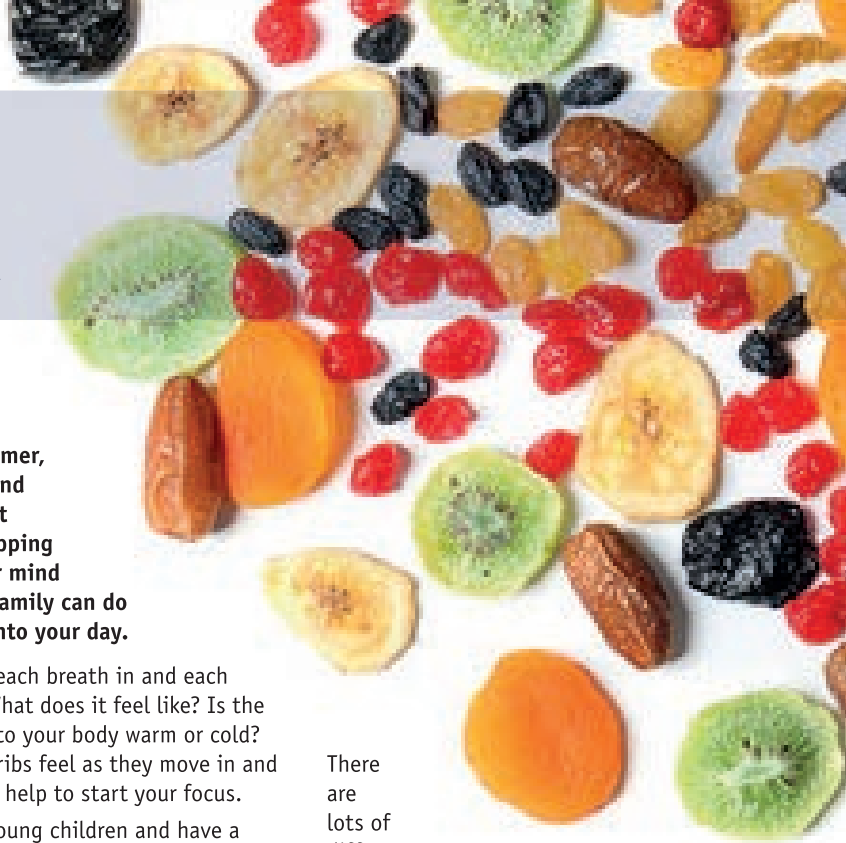 mer,
nd
t
pping
r mind
amily can do
nto your day.
each breath in and each
What does it feel like? Is the
to your body warm or cold?
ribs feel as they move in and
help to start your focus.
oung children and have a
There
are
lots of